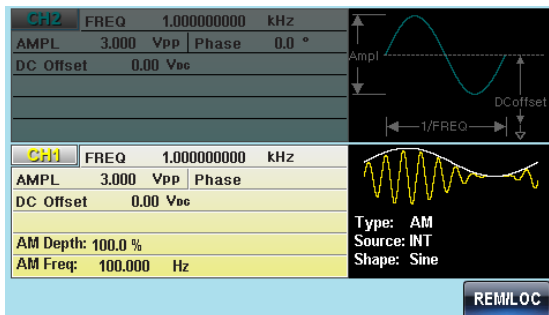 CH2 FREQ 1.000000000 kHz
AMPL 3.000 Vpp Phase 0.0 °
DC Offset 0.00 VDC
Ampl
DCoffset
1/FREQ
CH1 FREQ 1.000000000 kHz
AMPL 3.000 Vpp Phase
DC Offset 0.00 VDC
AM Depth: 100.0 %
AM Freq: 100.000 Hz
Type: AM
Source: INT
Shape: Sine
REM/LOC